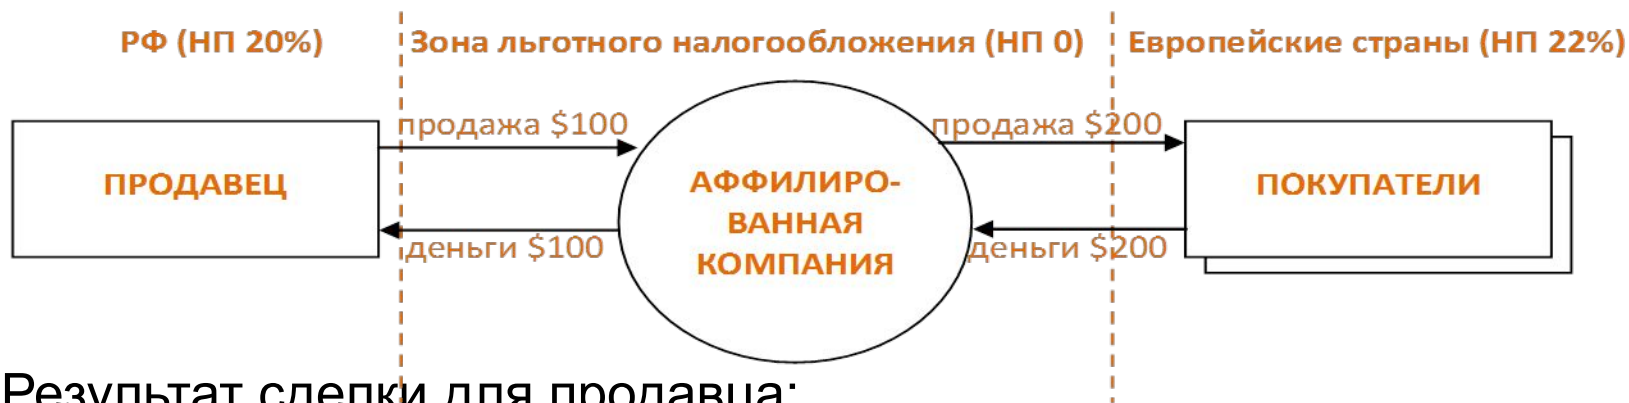 РФ (НП 20%)
Зона льготного налогообложения (НП 0)
Европейские страны (НП 22%)
продажа $100
продажа $200
ПРОДАВЕЦ
АФФИЛИРО-
ВАННАЯ
КОМПАНИЯ
ПОКУПАТЕЛИ
деньги $100
деньги $200
Результат сделки для продавца: